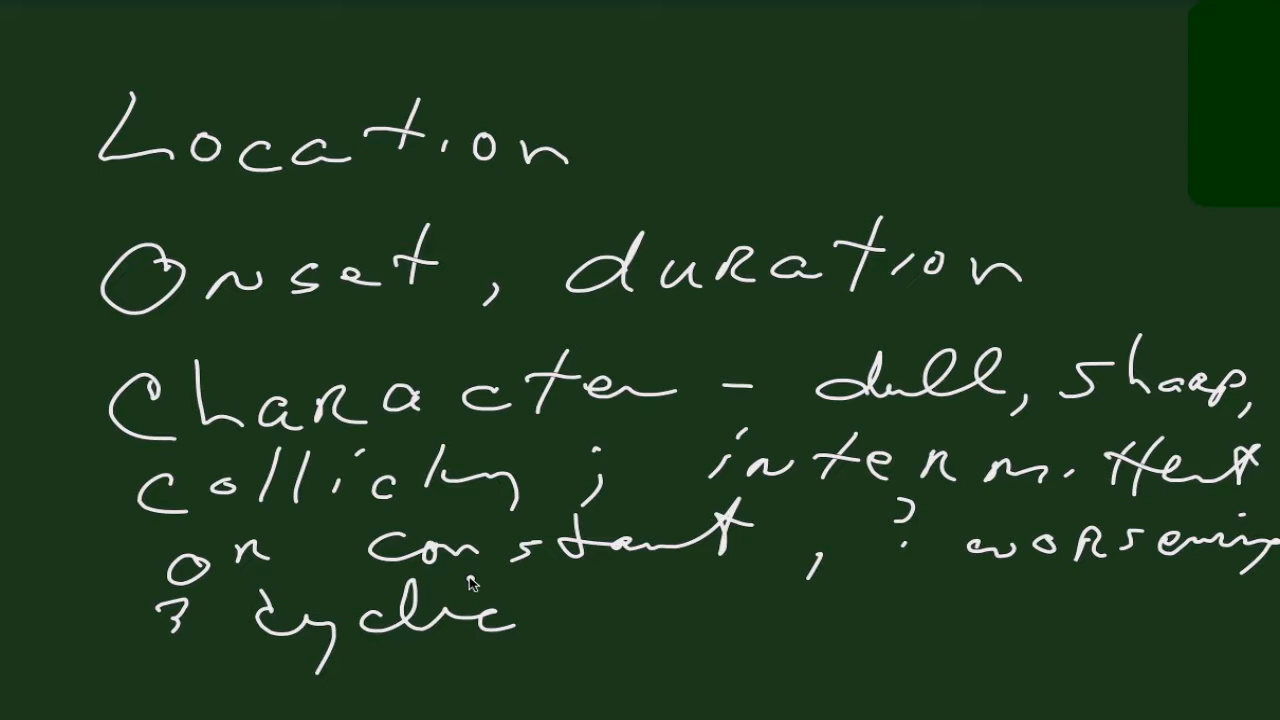 Location
Onset, duration
Character - dull, sharp,
collicky; intermittent
or constant, ? worsening
? cyclic